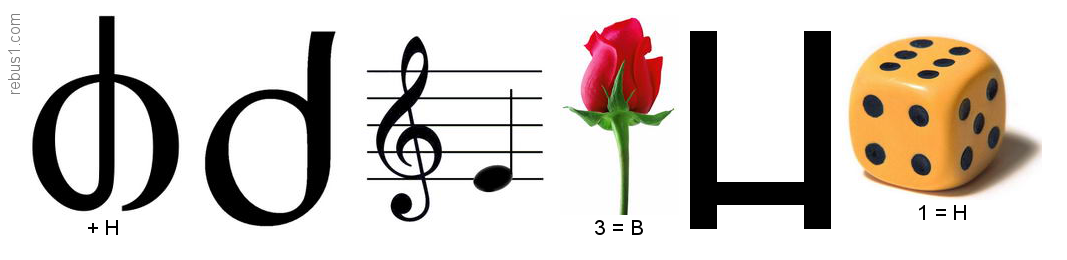 rebus1.com
d Н
+ Н
3 = В
1 = Н